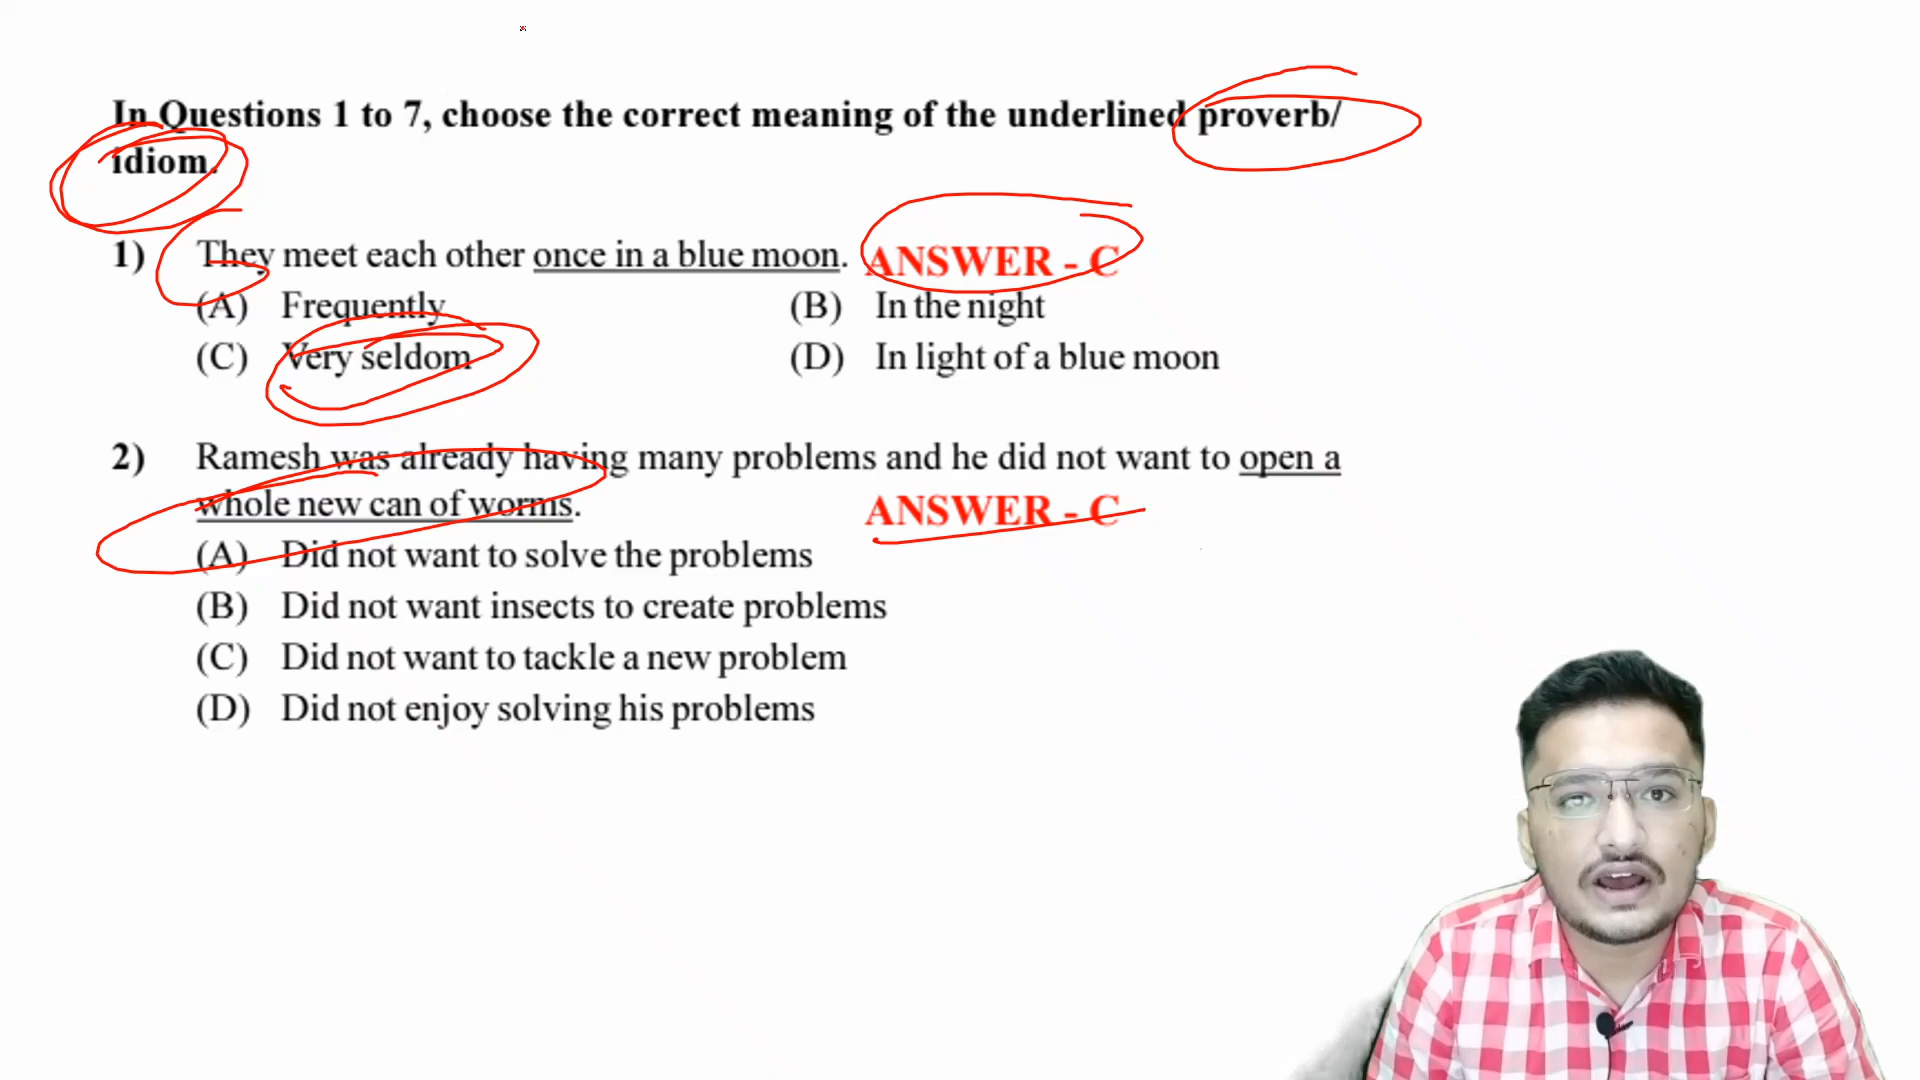 In Questions 1 to 7, choose the correct meaning of the underlined proverb/
idiom.
1) They meet each other once in a blue moon. ANSWER - C
(A) Frequently (B) In the night
(C) Very seldom (D) In light of a blue moon
2) Ramesh was already having many problems and he did not want to open a
whole new can of worms. ANSWER - C
(A) Did not want to solve the problems
(B) Did not want insects to create problems
(C) Did not want to tackle a new problem
(D) Did not enjoy solving his problems